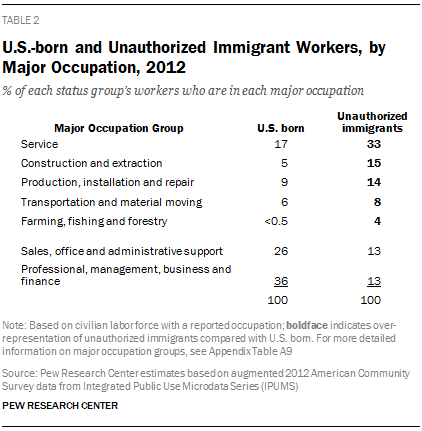 TABLE 2
U.S.-born and Unauthorized Immigrant Workers, by
Major Occupation, 2012
% of each status group's workers who are in each major occupation
Major Occupation Group U.S. born Unauthorized immigrants
Service 17 33
Construction and extraction 5 15
Production, installation and repair 9 14
Transportation and material moving 6 8
Farming, fishing and forestry <0.5 4
Sales, office and administrative support 26 13
Professional, management, business and
finance 36 13
100 100
Note: Based on civilian labor force with a reported occupation; boldface indicates over-
representation of unauthorized immigrants compared with U.S. born. For more detailed
information on major occupation groups, see Appendix Table A9
Source: Pew Research Center estimates based on augmented 2012 American Community
Survey data from Integrated Public Use Microdata Series (IPUMS)
PEW RESEARCH CENTER